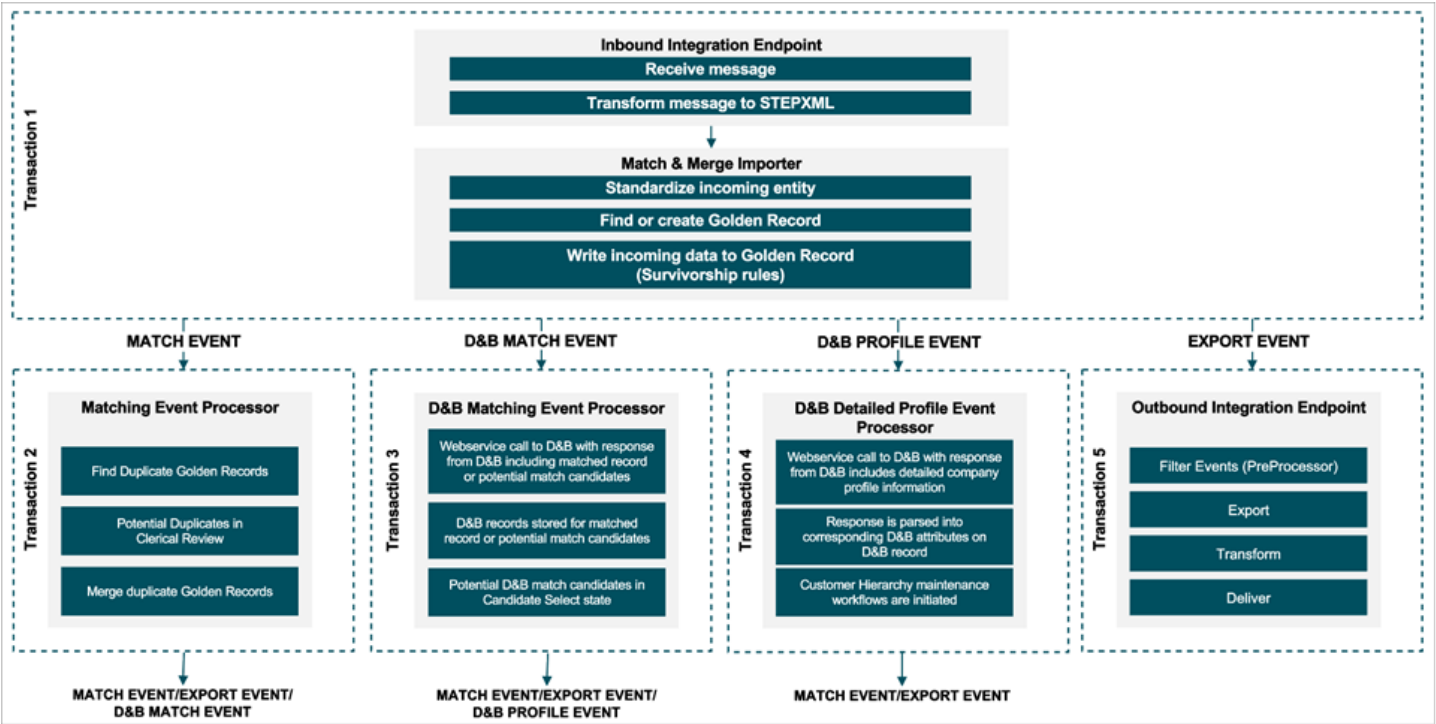 Transaction 1
Inbound Integration Endpoint
Receive message
Transform message to STEPXML
Match & Merge Importer
Standardize incoming entity
Find or create Golden Record
Write incoming data to Golden Record
(Survivorship rules)
MATCH EVENT
D&B MATCH EVENT
D&B PROFILE EVENT
EXPORT EVENT
Transaction 2
Matching Event Processor
Find Duplicate Golden Records
Potential Duplicates in
Clerical Review
Merge duplicate Golden Records
Transaction 3
D&B Matching Event Processor
Webservice call to D&B with response
from D&B including matched record
or potential match candidates
D&B records stored for matched
record or potential match candidates
Potential D&B match candidates in
Candidate Select state
Transaction 4
D&B Detailed Profile Event
Processor
Webservice call to D&B with response
from D&B includes detailed company
profile information
Response is parsed into
corresponding D&B attributes on
D&B record
Customer Hierarchy maintenance
workflows are initiated
Transaction 5
Outbound Integration Endpoint
Filter Events (PreProcessor)
Export
Transform
Deliver
MATCH EVENT/EXPORT EVENT/
D&B MATCH EVENT
MATCH EVENT/EXPORT EVENT/
D&B PROFILE EVENT
MATCH EVENT/EXPORT EVENT